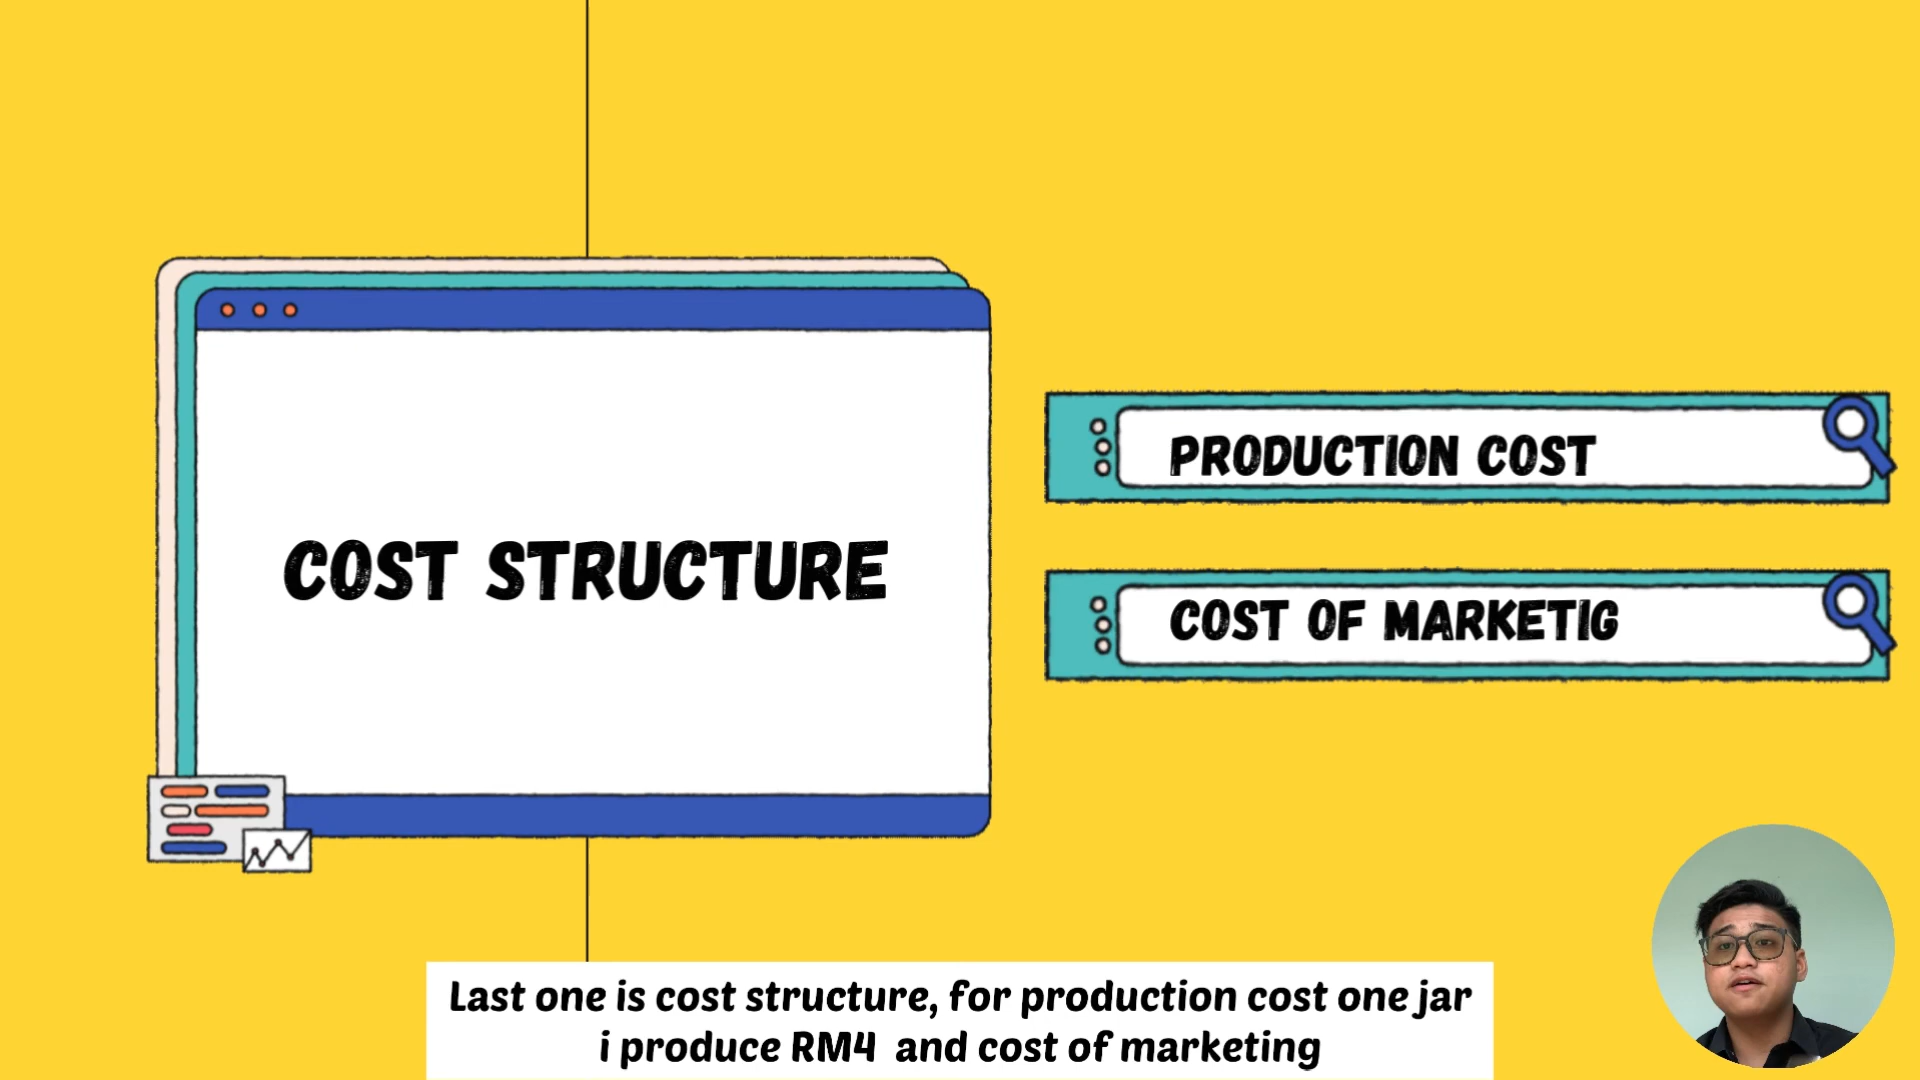 COST STRUCTURE
PRODUCTION COST
COST OF MARKETIG
Last one is cost structure, for production cost one jar
i produce RM4 and cost of marketing